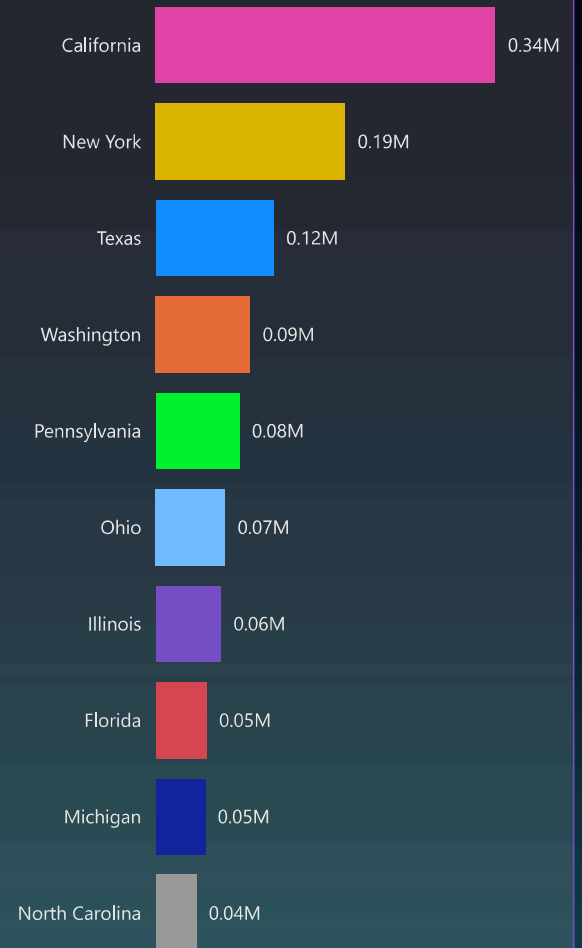 California 0.34M
New York 0.19M
Texas 0.12M
Washington 0.09M
Pennsylvania 0.08M
Ohio 0.07M
Illinois 0.06M
Florida 0.05M
Michigan 0.05M
North Carolina 0.04M